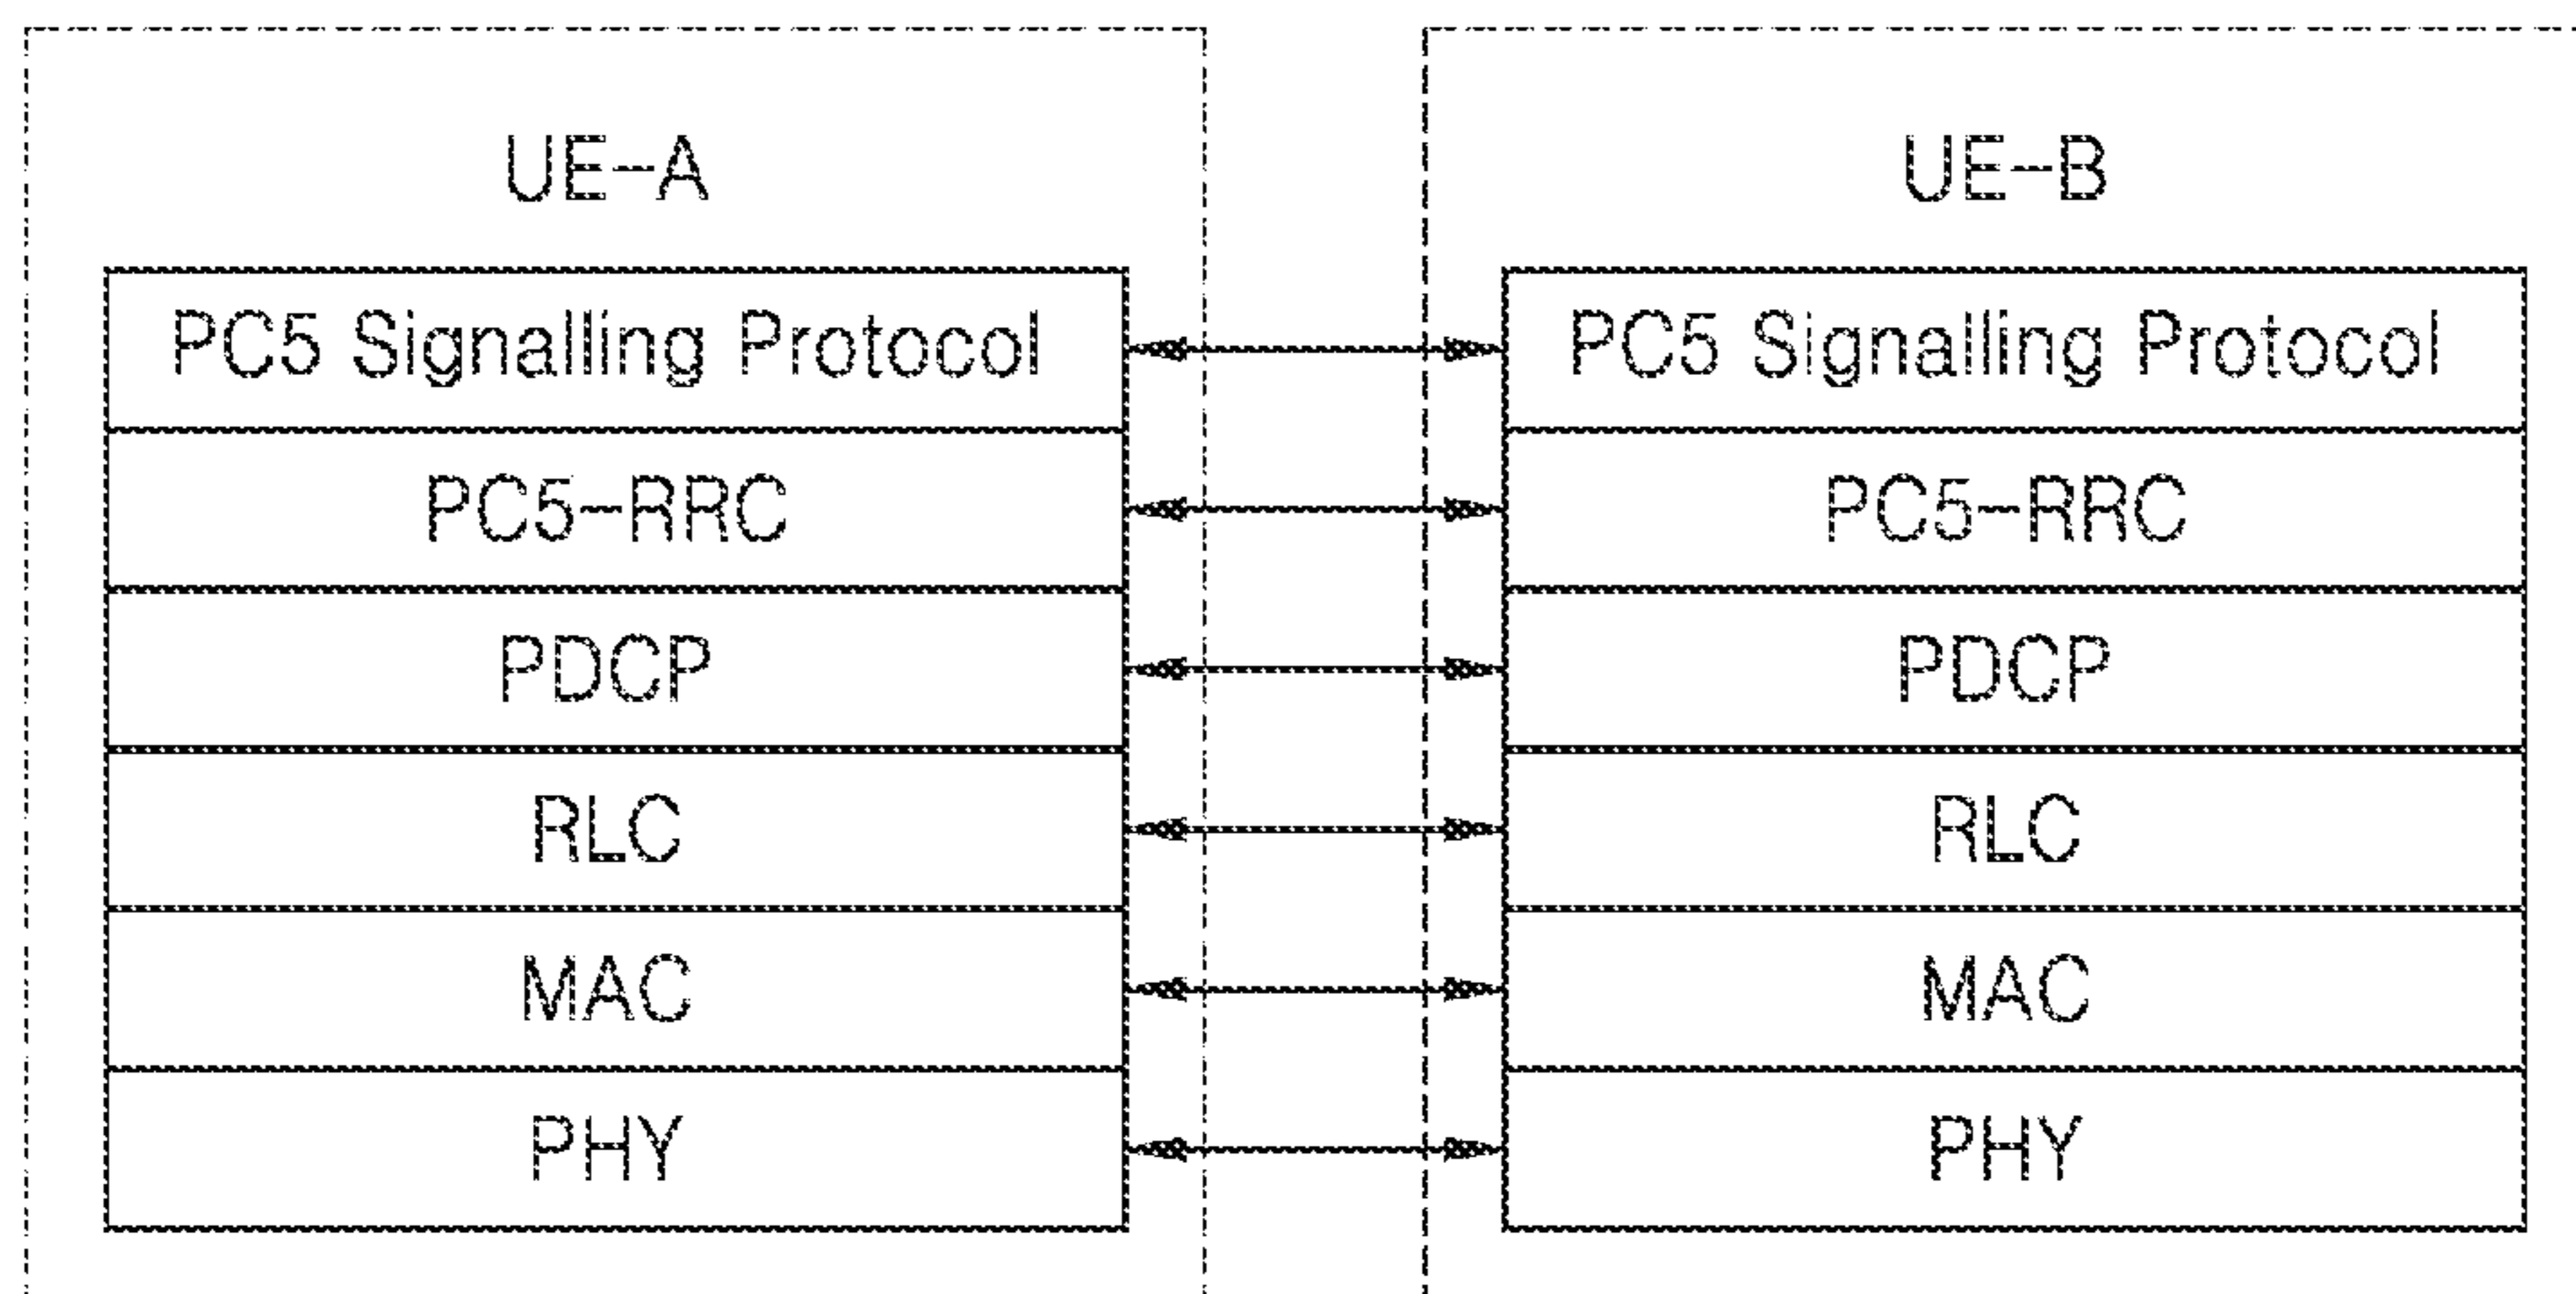 UE-A
PC5 Signalling Protocol
PC5-RRC
PDCP
RLC
MAC
PHY
UE-B
PC5 Signalling Protocol
PC5-RRC
PDCP
RLC
MAC
PHY